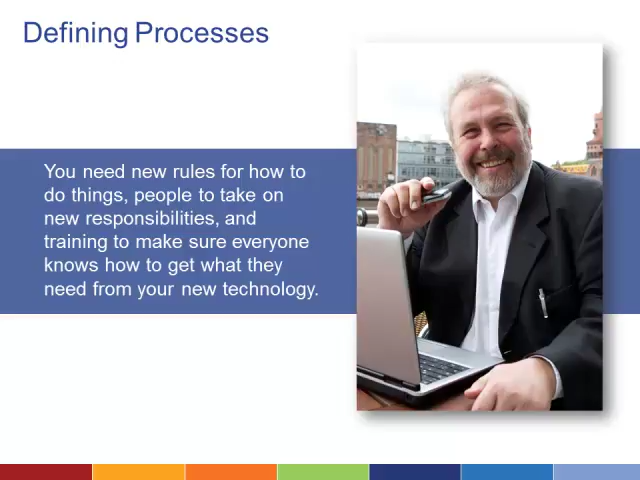 Defining Processes
You need new rules for how to
do things, people to take on
new responsibilities, and
training to make sure everyone
knows how to get what they
need from your new technology.